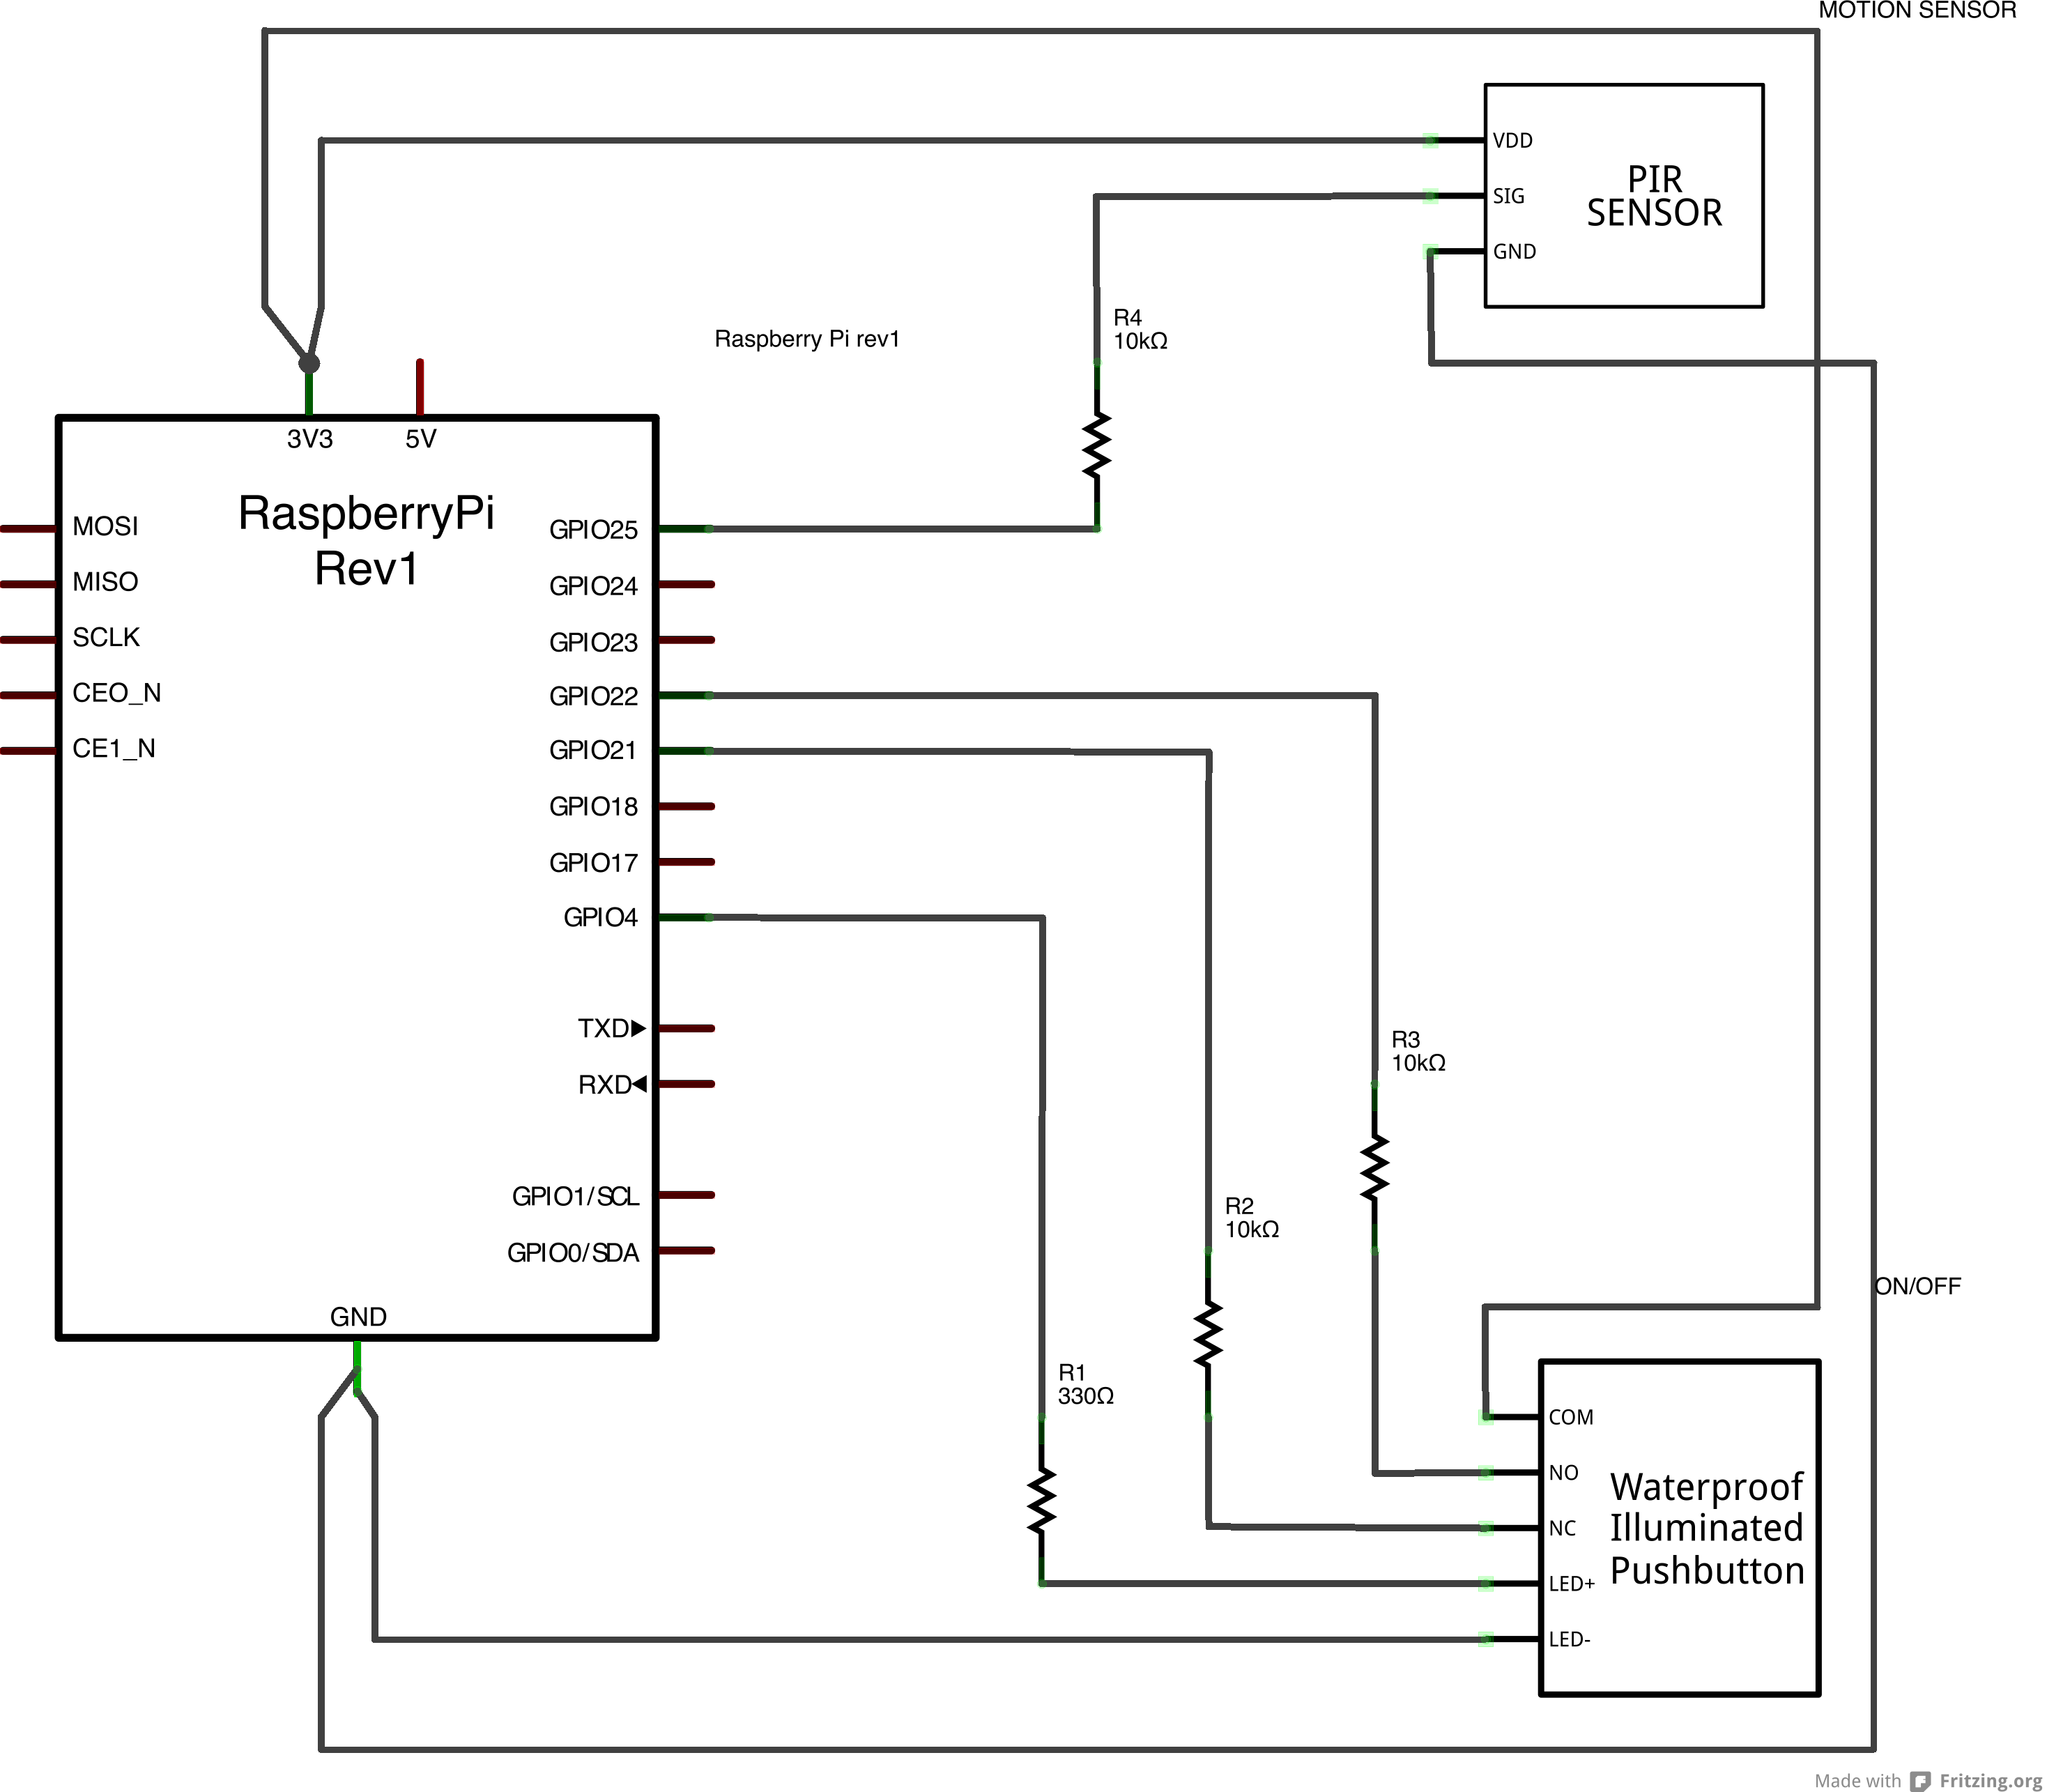 MOTION SENSOR
VDD
SIG
GND
PIR
SENSOR
R4
10kΩ
Raspberry Pi rev1
3V3
5V
RaspberryPi
Rev1
MOSI
MISO
SCLK
CEO_N
CE1_N
GPIO25
GPIO24
GPIO23
GPIO22
GPIO21
GPIO18
GPIO17
GPIO4
TXD
RXD
GPIO1/SCL
GPIO0/SDA
GND
R3
10kΩ
R2
10kΩ
R1
330Ω
ON/OFF
COM
NO
NC
LED+
LED-
Waterproof
Illuminated
Pushbutton
Made with Fritzing.org